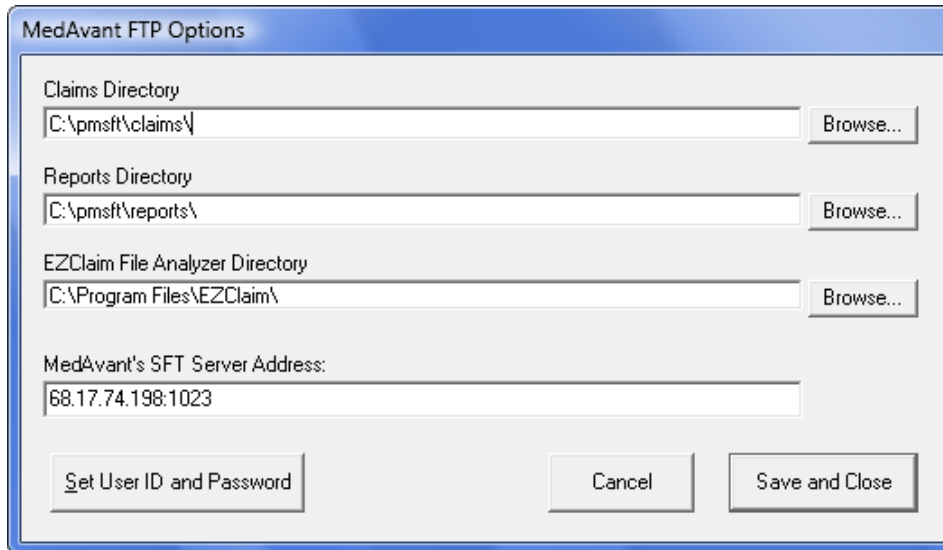 MedAvant FTP Options
Claims Directory
C:\pmsft\claims\
Browse...
Reports Directory
C:\pmsft\reports\
Browse...
EZClaim File Analyzer Directory
C:\Program Files\EZClaim\
Browse...
MedAvant's SFT Server Address:
68.17.74.198:1023
Set User ID and Password
Cancel
Save and Close